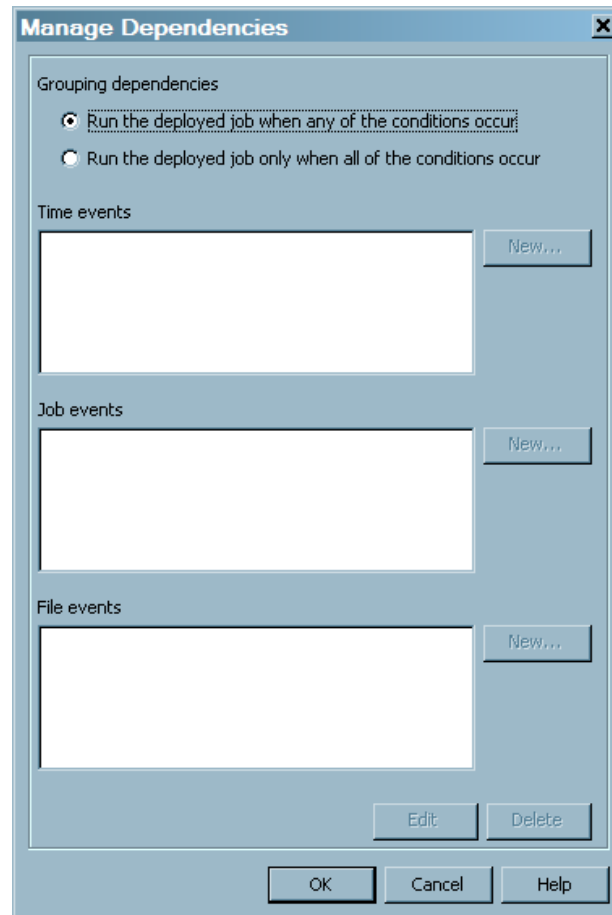 Manage Dependencies
Grouping dependencies
Run the deployed job when any of the conditions occur
Run the deployed job only when all of the conditions occur
Time events
New...
Job events
New...
File events
New...
Edit Delete
OK Cancel Help